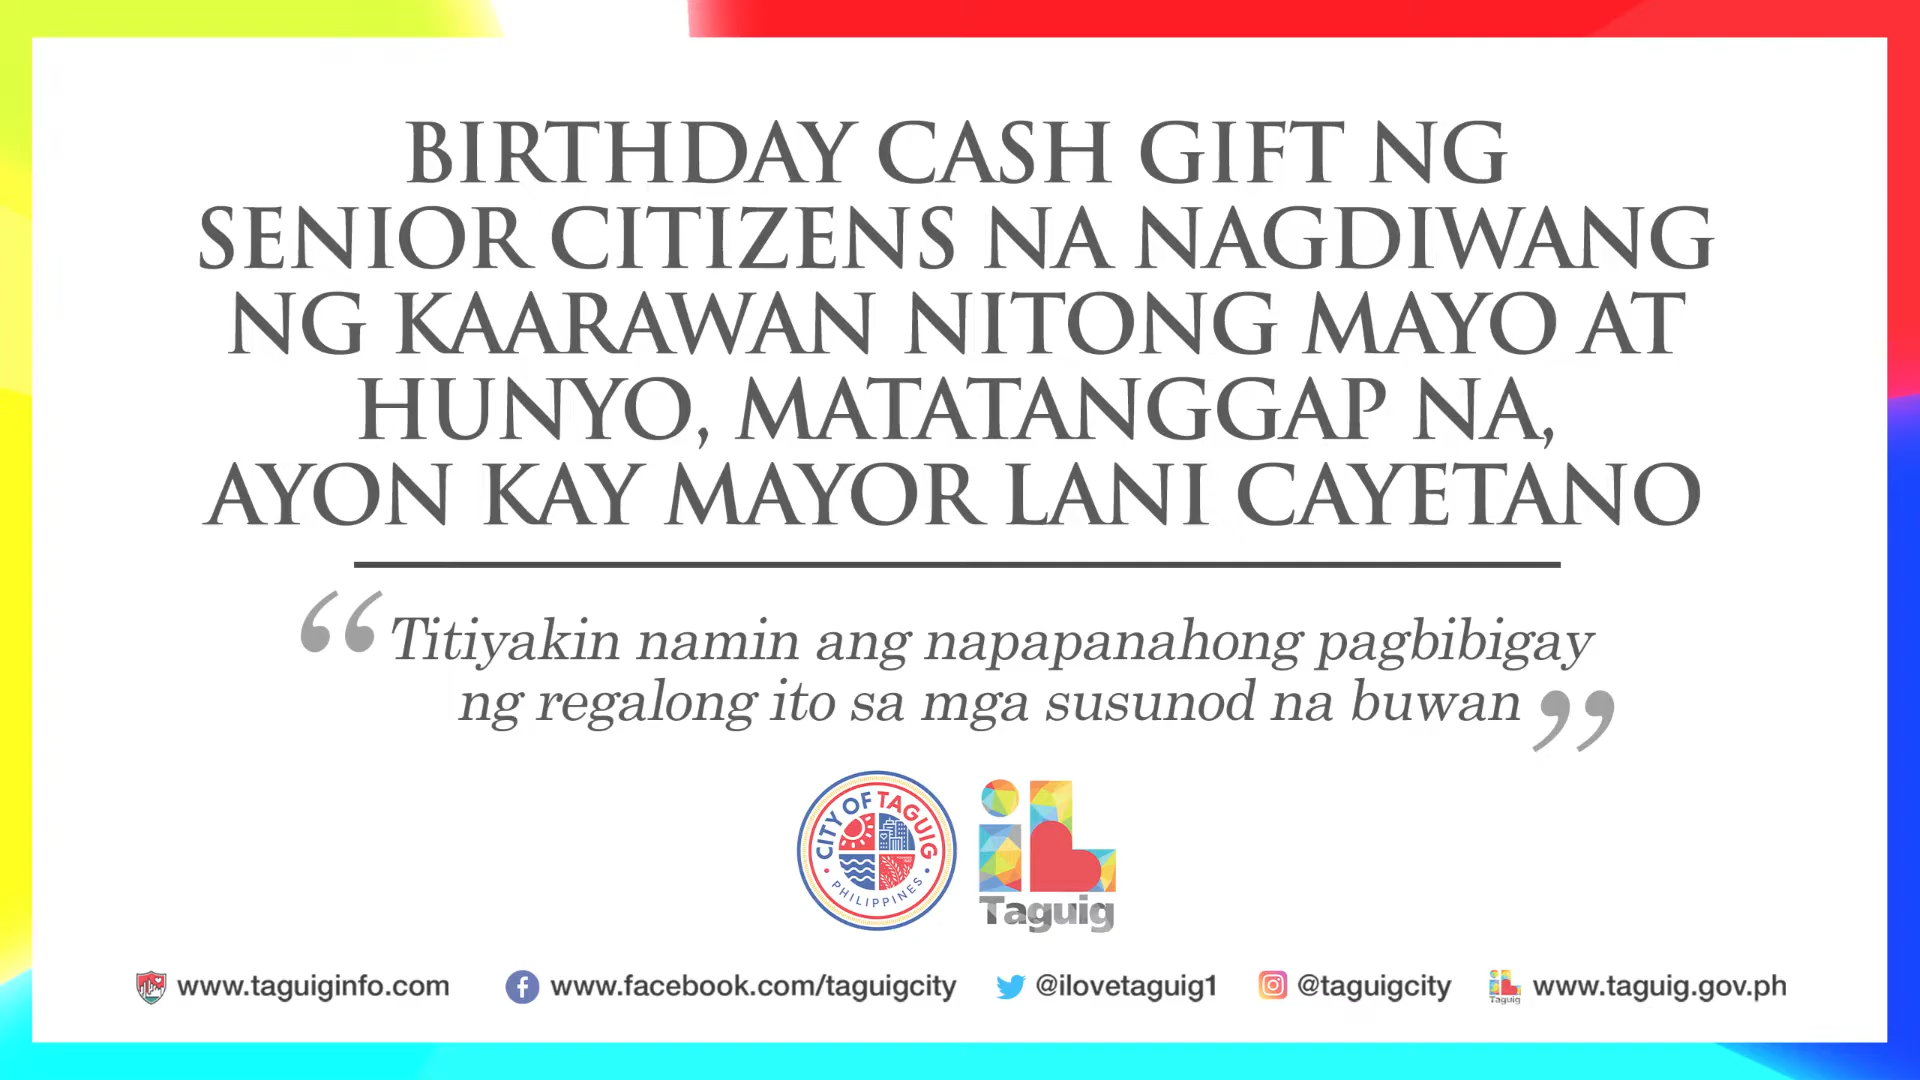 BIRTHDAY CASH GIFT NG
SENIOR CITIZENS NA NAGDIWANG
NG KAARAWAN NITONG MAYO AT
HUNYO, MATATANGGAP NA,
AYON KAY MAYOR LANI CAYETANO
“Titiyakin namin ang napapanahong pagbibigay
ng regalong ito sa mga susunod na buwan”
CITY OF TAGUIG
PHILIPPINES
iL
Taguig
www.taguiginfo.com
www.facebook.com/taguigcity
@ilovetaguig1
@taguigcity
Taguig
www.taguig.gov.ph